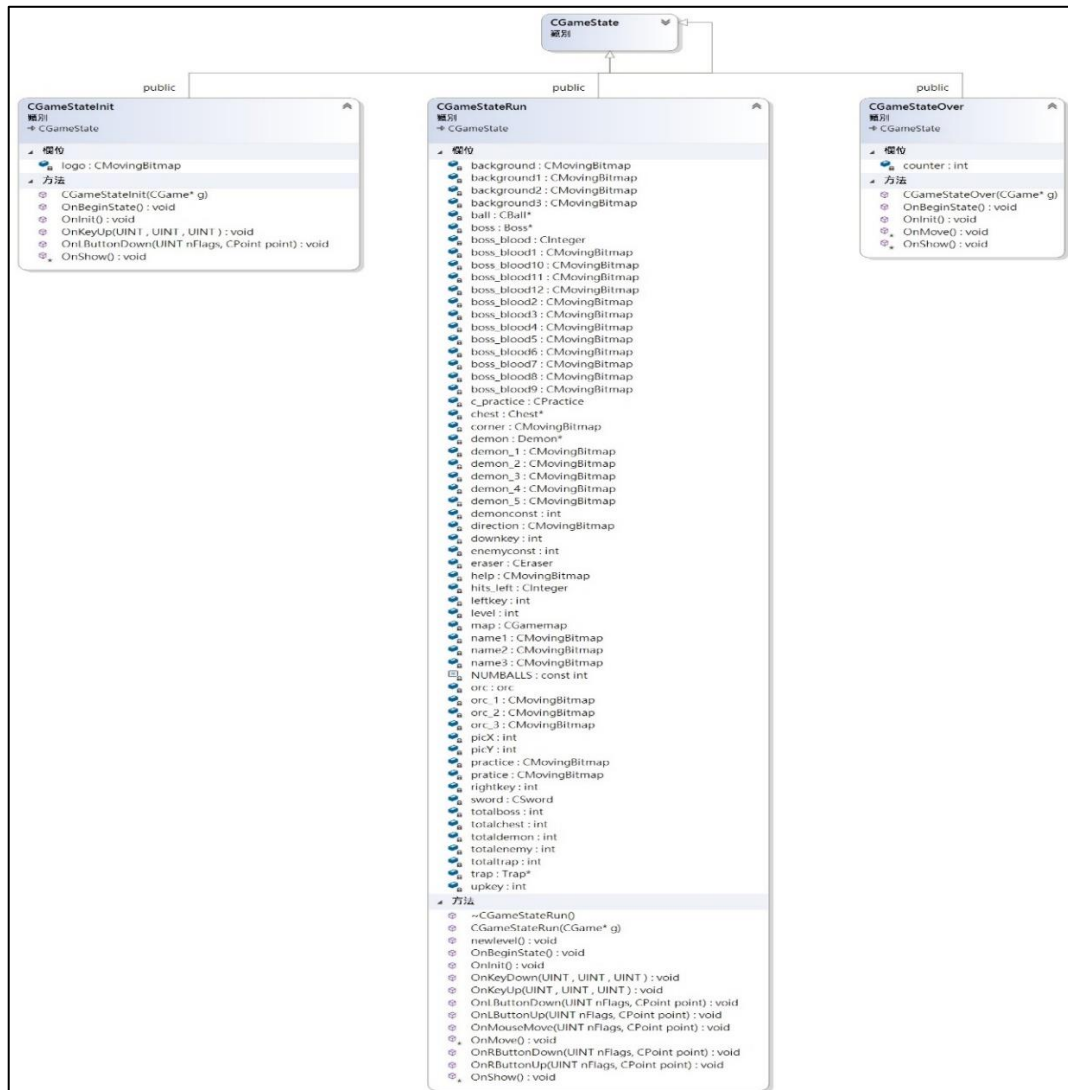 CGameState
類別
public
public
public
CGameStateInit
類別
CGameState
欄位
logo : CMovingBitmap
方法
CGameStateInit(CGame* g)
OnBeginState() : void
OnInit() : void
OnKeyUp(UINT , UINT , UINT ) : void
OnLButtonDown(UINT nFlags, CPoint point) : void
OnShow() : void
CGameStateRun
類別
CGameState
欄位
background : CMovingBitmap
background1 : CMovingBitmap
background2 : CMovingBitmap
background3 : CMovingBitmap
ball : CBall*
boss : Boss*
boss_blood : CInteger
boss_blood1 : CMovingBitmap
boss_blood10 : CMovingBitmap
boss_blood11 : CMovingBitmap
boss_blood12 : CMovingBitmap
boss_blood2 : CMovingBitmap
boss_blood3 : CMovingBitmap
boss_blood4 : CMovingBitmap
boss_blood5 : CMovingBitmap
boss_blood6 : CMovingBitmap
boss_blood7 : CMovingBitmap
boss_blood8 : CMovingBitmap
boss_blood9 : CMovingBitmap
c_practice : CPractice
chest : Chest*
corner : CMovingBitmap
demon : Demon*
demon_1 : CMovingBitmap
demon_2 : CMovingBitmap
demon_3 : CMovingBitmap
demon_4 : CMovingBitmap
demon_5 : CMovingBitmap
demonconst : int
direction : CMovingBitmap
downkey : int
enemyconst : int
eraser : CEraser
help : CMovingBitmap
hits_left : CInteger
leftkey : int
level : int
map : CGamemap
name1 : CMovingBitmap
name2 : CMovingBitmap
name3 : CMovingBitmap
NUMBALLS : const int
orc : orc
orc_1 : CMovingBitmap
orc_2 : CMovingBitmap
orc_3 : CMovingBitmap
picX : int
picY : int
practice : CMovingBitmap
pratice : CMovingBitmap
rightkey : int
sword : CSword
totalboss : int
totalchest : int
totaldemon : int
totalenemy : int
totaltrap : int
trap : Trap*
upkey : int
方法
~CGameStateRun()
CGameStateRun(CGame* g)
newlevel() : void
OnBeginState() : void
OnInit() : void
OnKeyDown(UINT , UINT , UINT ) : void
OnKeyUp(UINT , UINT , UINT ) : void
OnLButtonDown(UINT nFlags, CPoint point) : void
OnLButtonUp(UINT nFlags, CPoint point) : void
OnMouseMove(UINT nFlags, CPoint point) : void
OnMove() : void
OnRButtonDown(UINT nFlags, CPoint point) : void
OnRButtonUp(UINT nFlags, CPoint point) : void
OnShow() : void
CGameStateOver
類別
CGameState
欄位
counter : int
方法
CGameStateOver(CGame* g)
OnBeginState() : void
OnInit() : void
OnMove() : void
OnShow() : void